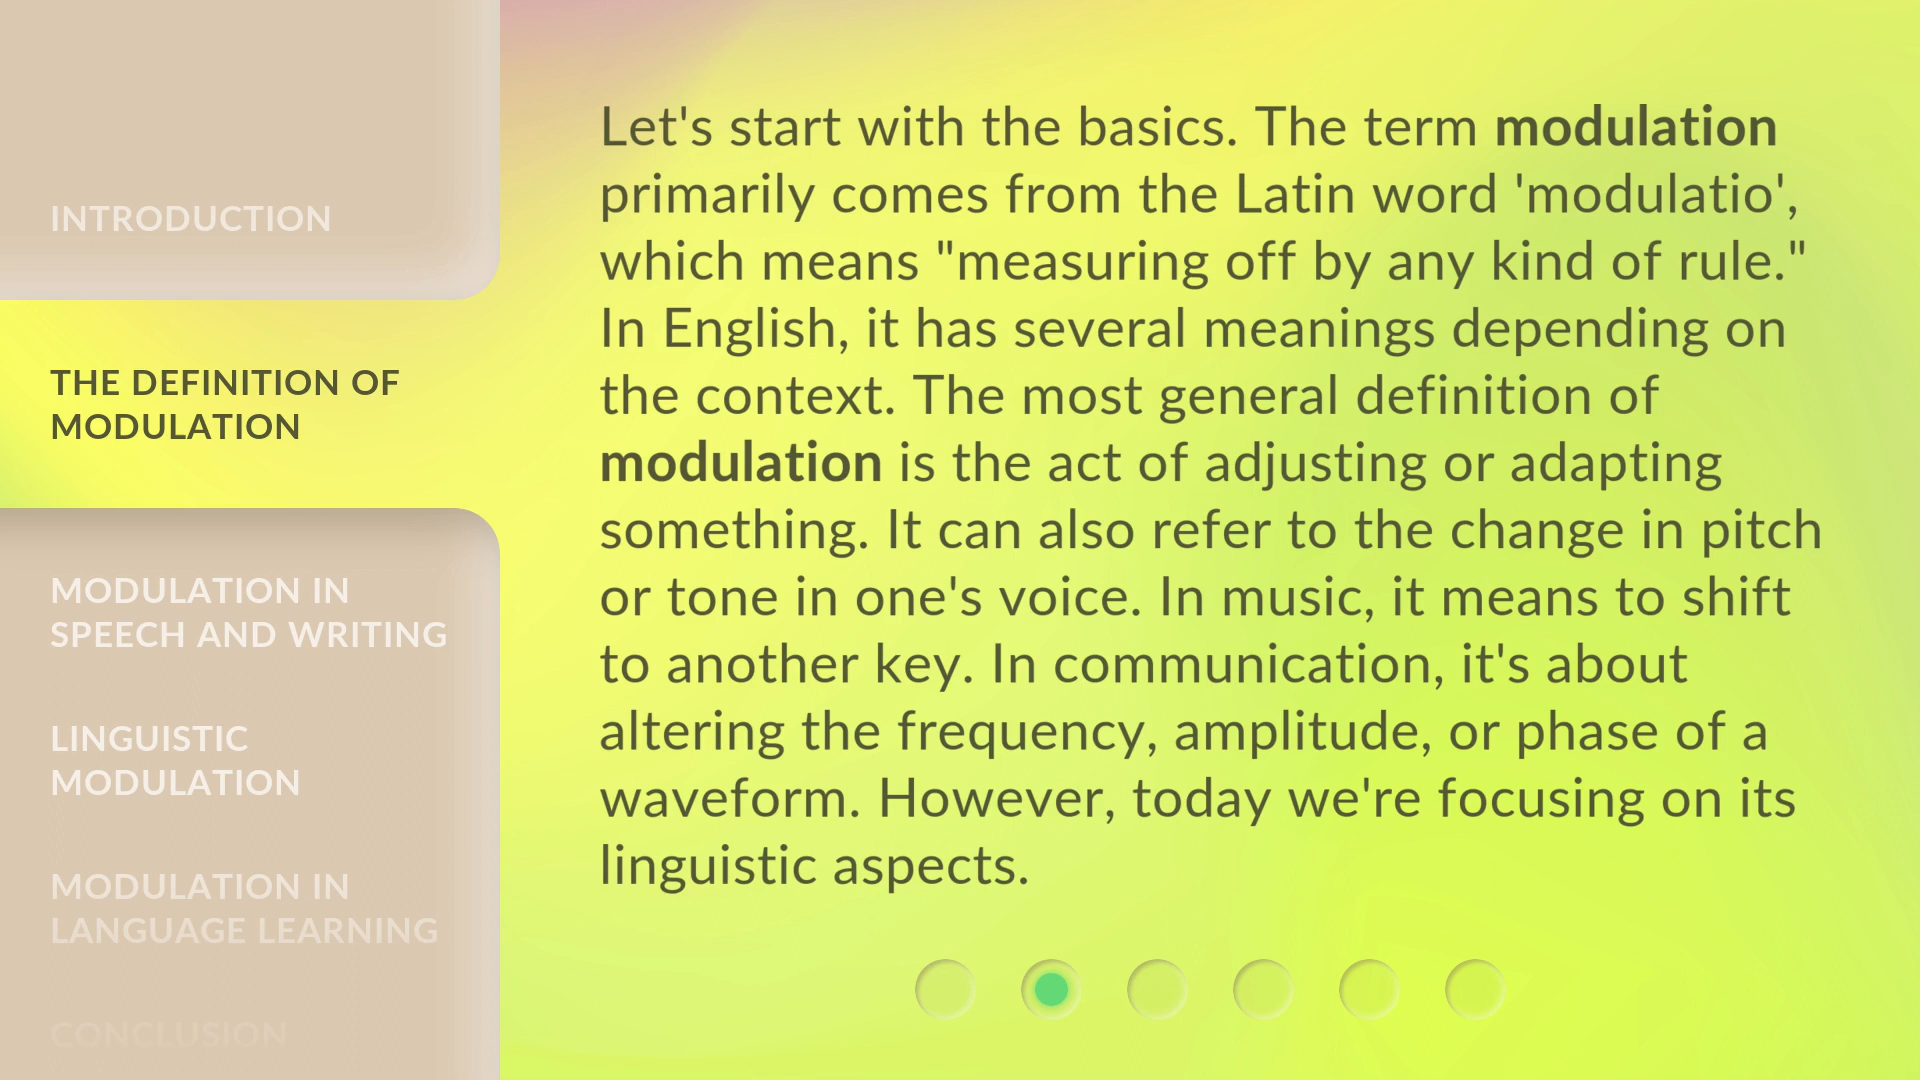 INTRODUCTION
THE DEFINITION OF
MODULATION
MODULATION IN
SPEECH AND WRITING
LINGUISTIC
MODULATION
MODULATION IN
LANGUAGE LEARNING
CONCLUSION
Let's start with the basics. The term modulation
primarily comes from the Latin word 'modulatio',
which means "measuring off by any kind of rule."
In English, it has several meanings depending on
the context. The most general definition of
modulation is the act of adjusting or adapting
something. It can also refer to the change in pitch
or tone in one's voice. In music, it means to shift
to another key. In communication, it's about
altering the frequency, amplitude, or phase of a
waveform. However, today we're focusing on its
linguistic aspects.